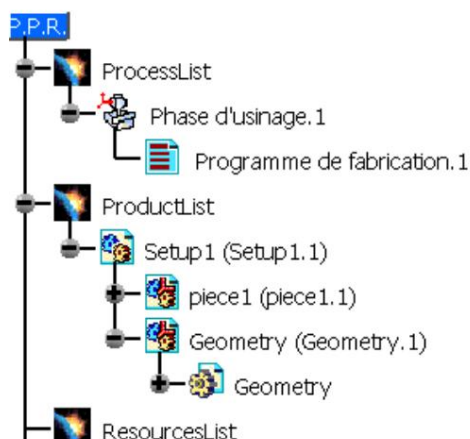 P.P.R.
ProcessList
Phase d'usinage.1
Programme de fabrication.1
ProductList
Setup1 (Setup1.1)
piece1 (piece1.1)
Geometry (Geometry.1)
Geometry
ResourcesList